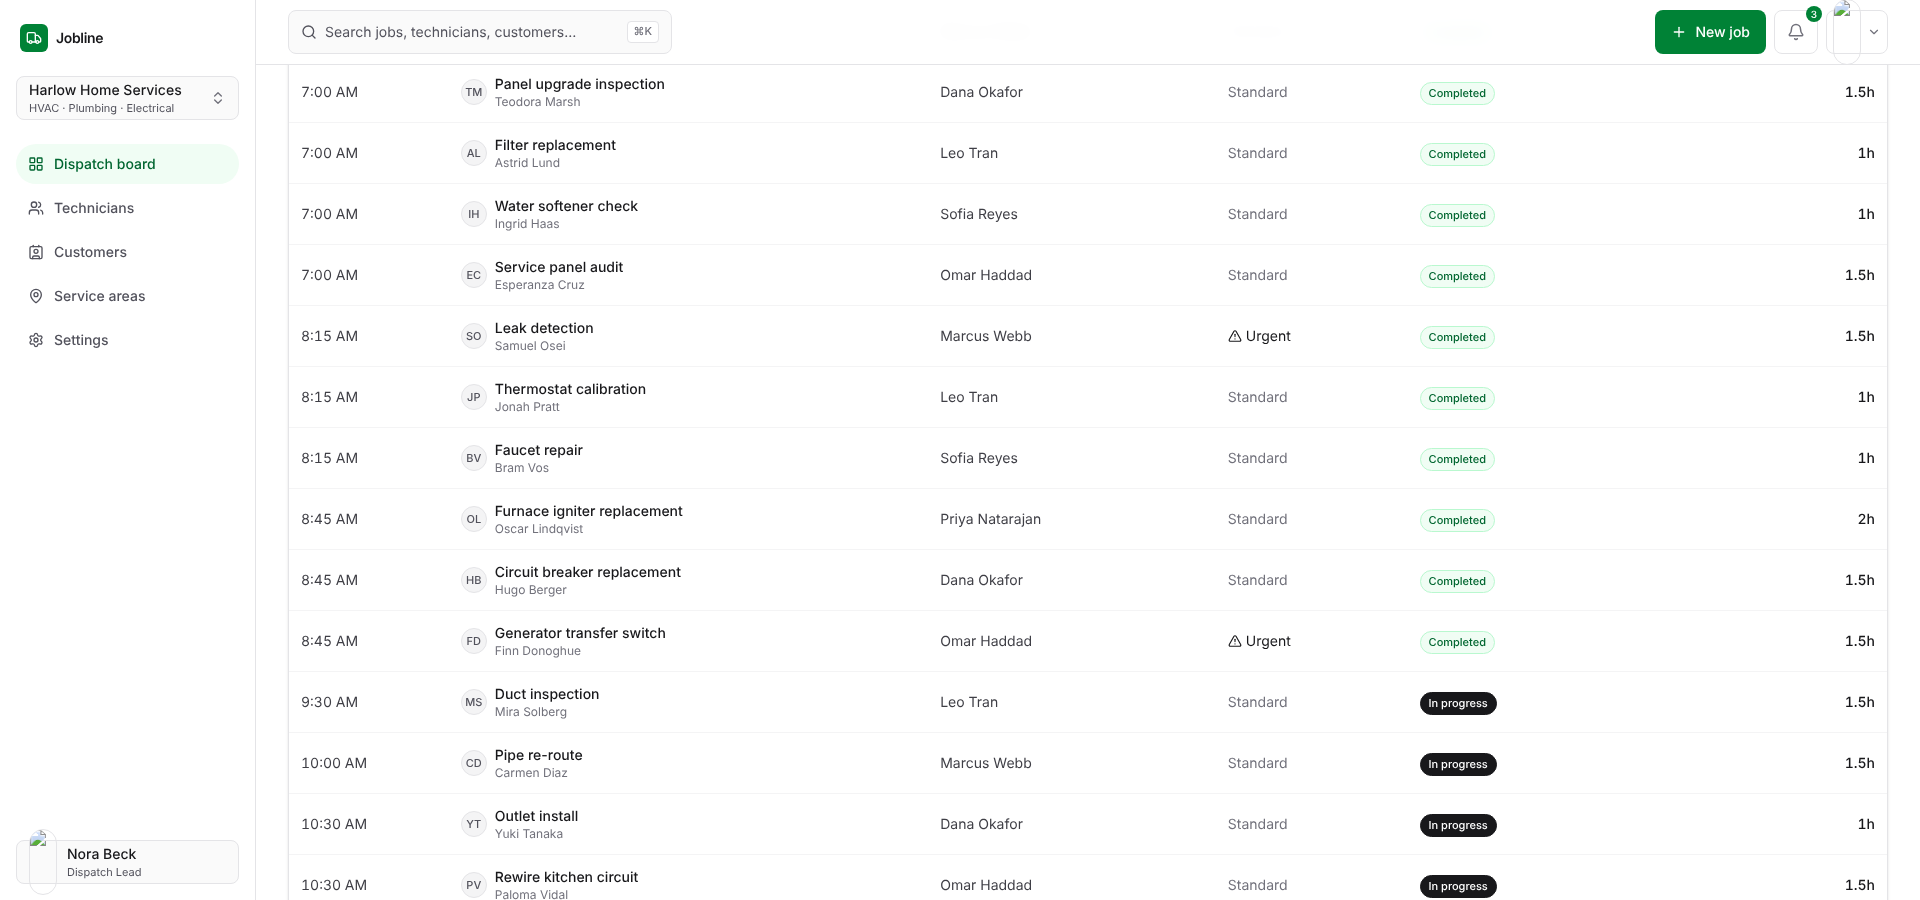 Jobline
Harlow Home Services
HVAC · Plumbing · Electrical
Dispatch board
Technicians
Customers
Service areas
Settings
Nora Beck
Dispatch Lead
Search jobs, technicians, customers... ⌘K
New job
3
7:00 AM TM Panel upgrade inspection Dana Okafor Standard Completed 1.5h
Teodora Marsh
7:00 AM AL Filter replacement Leo Tran Standard Completed 1h
Astrid Lund
7:00 AM IH Water softener check Sofia Reyes Standard Completed 1h
Ingrid Haas
7:00 AM EC Service panel audit Omar Haddad Standard Completed 1.5h
Esperanza Cruz
8:15 AM SO Leak detection Marcus Webb Urgent Completed 1.5h
Samuel Osei
8:15 AM JP Thermostat calibration Leo Tran Standard Completed 1h
Jonah Pratt
8:15 AM BV Faucet repair Sofia Reyes Standard Completed 1h
Bram Vos
8:45 AM OL Furnace igniter replacement Priya Natarajan Standard Completed 2h
Oscar Lindqvist
8:45 AM HB Circuit breaker replacement Dana Okafor Standard Completed 1.5h
Hugo Berger
8:45 AM FD Generator transfer switch Omar Haddad Urgent Completed 1.5h
Finn Donoghue
9:30 AM MS Duct inspection Leo Tran Standard In progress 1.5h
Mira Solberg
10:00 AM CD Pipe re-route Marcus Webb Standard In progress 1.5h
Carmen Diaz
10:30 AM YT Outlet install Dana Okafor Standard In progress 1h
Yuki Tanaka
10:30 AM PV Rewire kitchen circuit Omar Haddad Standard In progress 1.5h
Paloma Vidal